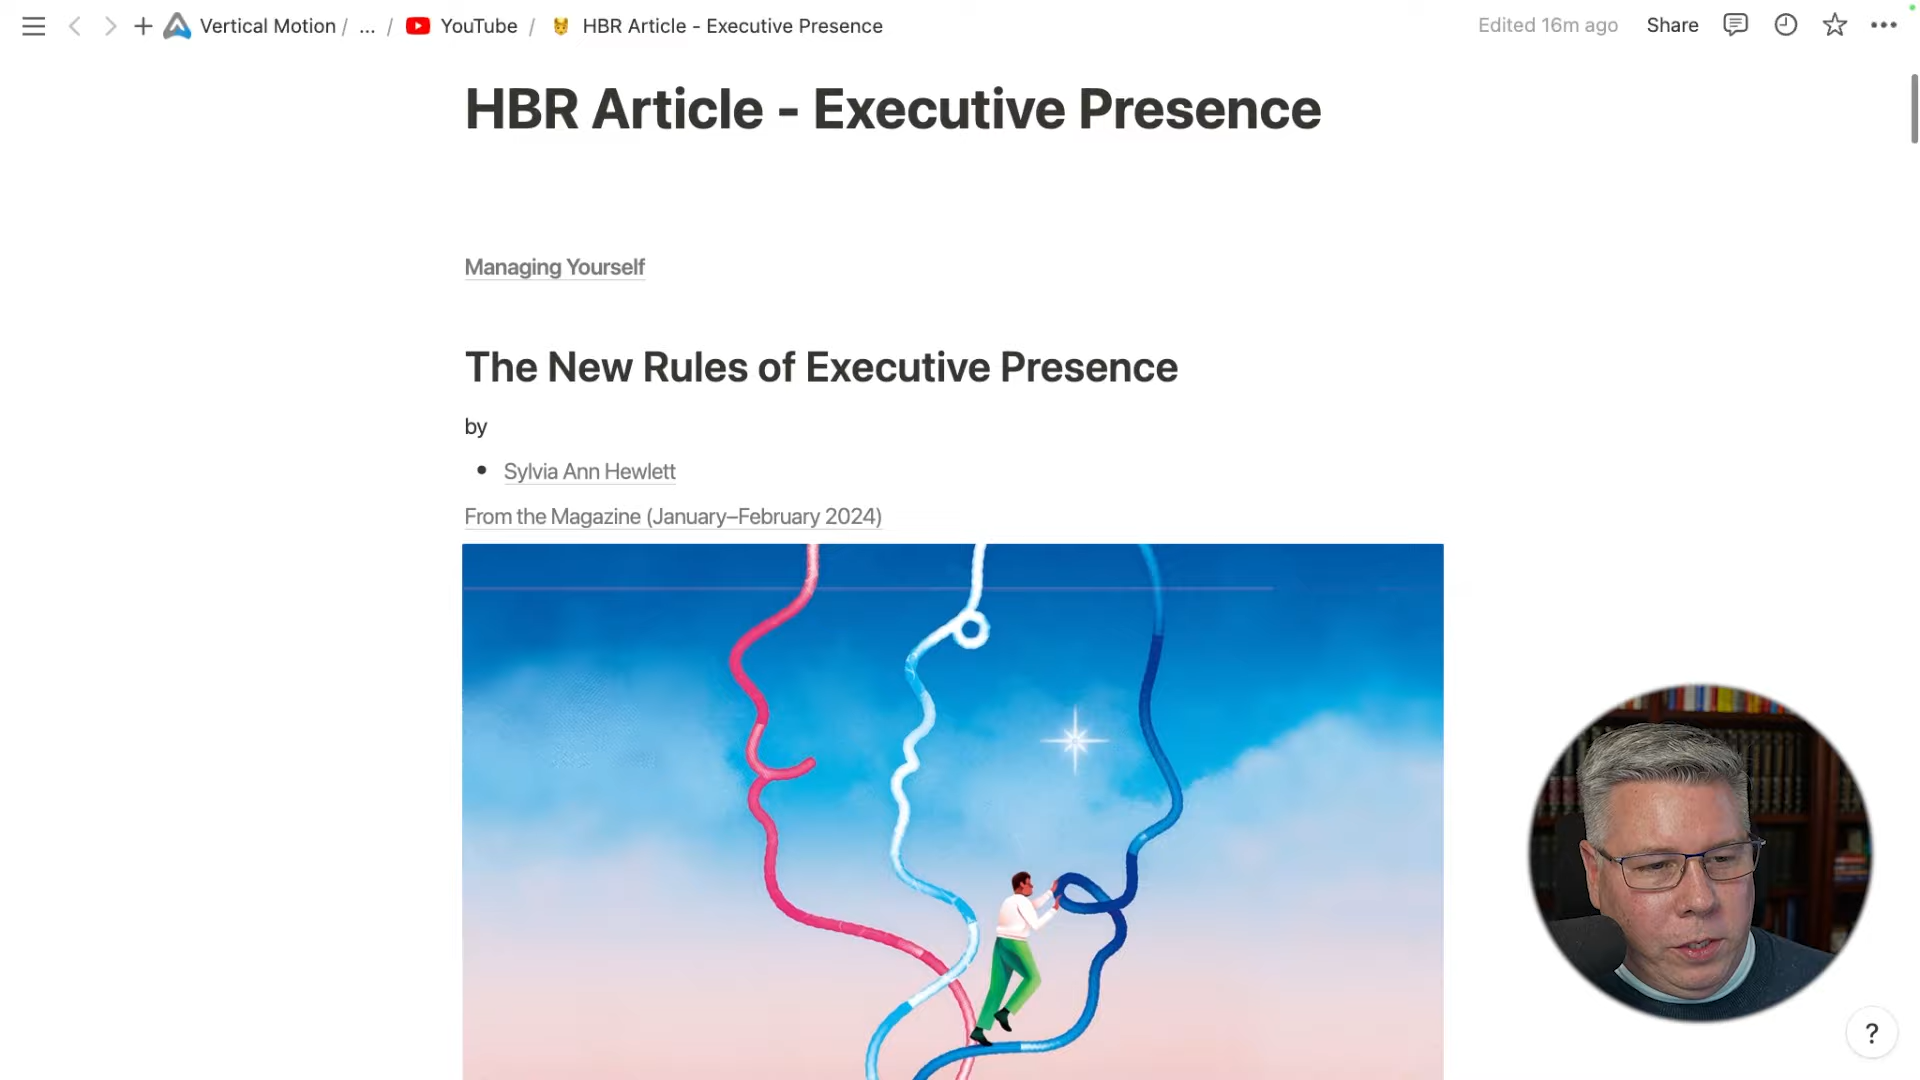 Vertical Motion / ... / YouTube / HBR Article - Executive Presence
Edited 16m ago Share
HBR Article - Executive Presence
Managing Yourself
The New Rules of Executive Presence
by
• Sylvia Ann Hewlett
From the Magazine (January–February 2024)
?